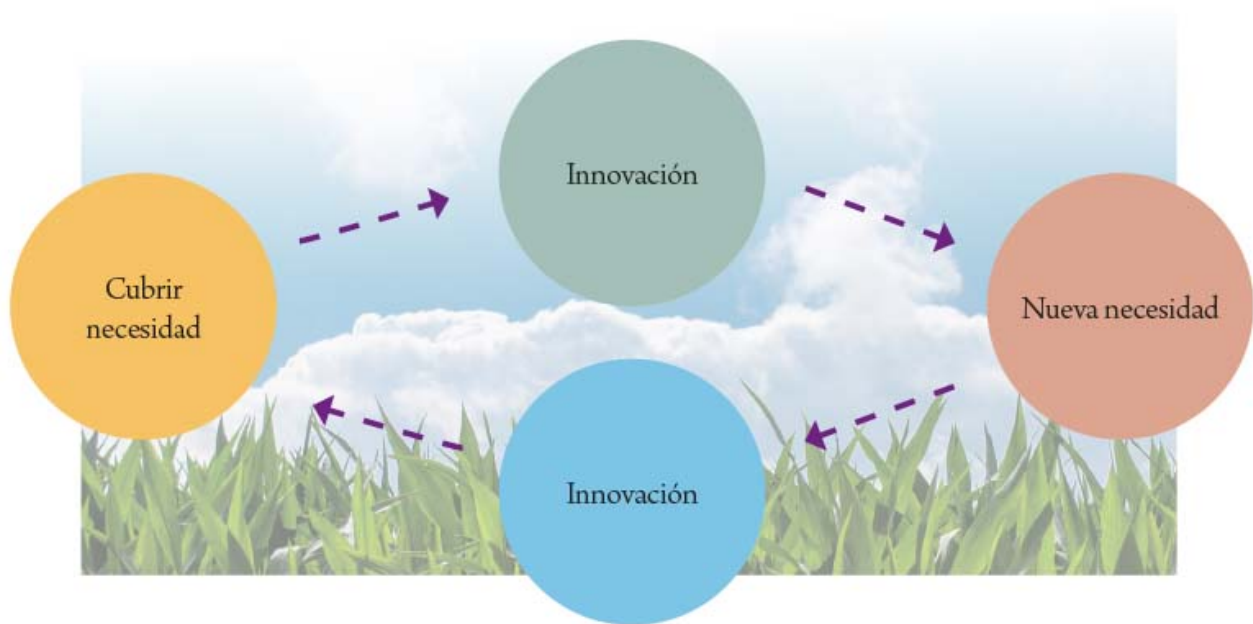 Innovación
Cubrir
necesidad
Nueva necesidad
Innovación